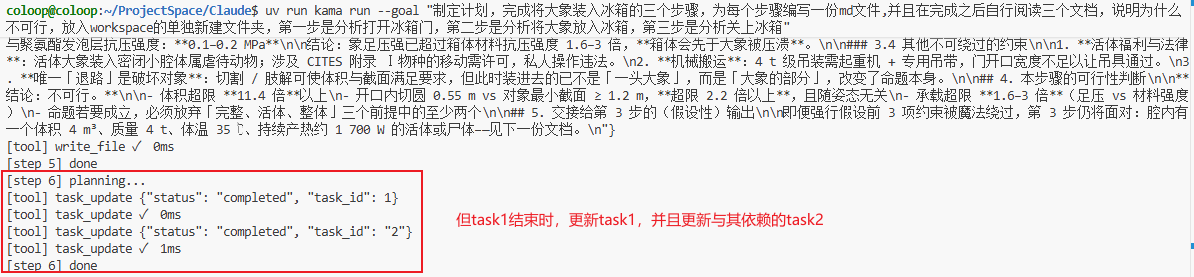 coloop@coloop:~/ProjectSpace/Claude$ uv run kama run --goal "制定计划，完成将大象装入冰箱的三个步骤，为每个步骤编写一份md文件,并且在完成之后自行阅读三个文档，说明为什么
不可行，放入workspace的单独新建文件夹，第一步是分析打开冰箱门，第二步是分析将大象放入冰箱，第三步是分析关上冰箱"
与聚氨酯发泡层抗压强度：**0.1–0.2 MPa**\n\n结论：象足压强已超过箱体材料抗压强度 1.6–3 倍，**箱体会先于大象被压溃**。\n\n### 3.4 其他不可绕过的约束\n\n1. **活体福利与法律
**：活体大象装入密闭小腔体属虐待动物；涉及 CITES 附录 Ⅰ物种的移动需许可，私人操作违法。\n2. **机械搬运**：4 t 级吊装需起重机 + 专用吊带，门开口宽度不足以让吊具通过。\n3
. **唯一「退路」是破坏对象**：切割 / 肢解可使体积与截面满足要求，但此时装进去的已不是「一头大象」，而是「大象的部分」，改变了命题本身。\n\n## 4. 本步骤的可行性判断\n\n**
结论：不可行。**\n\n- 体积超限 **11.4 倍**以上\n- 开口内切圆 0.55 m vs 对象最小截面 ≥ 1.2 m，**超限 2.2 倍以上**，且随姿态无关\n- 承载超限 **1.6–3 倍**（足压 vs 材料强度
）\n- 命题若要成立，必须放弃「完整、活体、整体」三个前提中的至少两个\n\n## 5. 交接给第 3 步的（假设性）输出\n\n即便强行假设前 3 项约束被魔法绕过，第 3 步仍将面对：腔内有
一个体积 4 m³、质量 4 t、体温 35 ℃、持续产热约 1 700 W 的活体或尸体——见下一份文档。\n"}
[tool] write_file ✓  0ms
[step 5] done
[step 6] planning...
[tool] task_update {"status": "completed", "task_id": 1}
[tool] task_update ✓  0ms
[tool] task_update {"status": "completed", "task_id": "2"}
[tool] task_update ✓  1ms
[step 6] done
但task1结束时，更新task1，并且更新与其依赖的task2